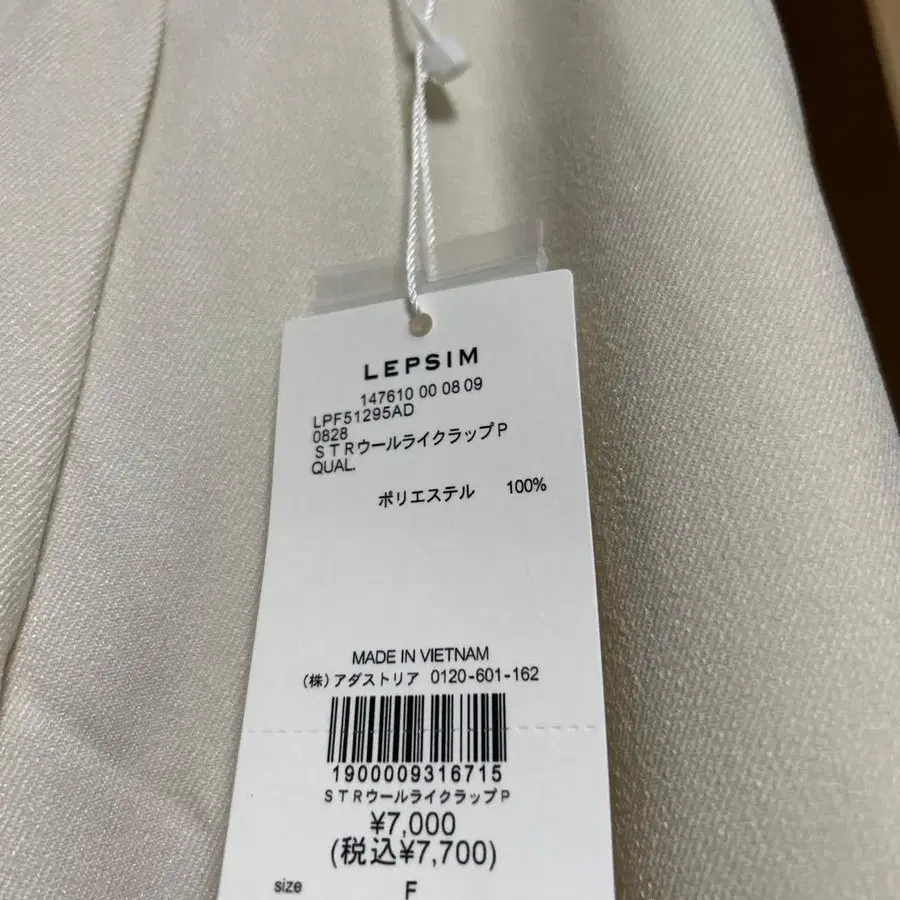 LEPSIM
147610 00 08 09
LPF51295AD
0828
STRウールライクラップP
QUAL.
ポリエステル 100%
MADE IN VIETNAM
(株)アダストリア 0120-601-162
1900009316715
STRウールライクラップP
¥7,000
(税込¥7,700)
size F